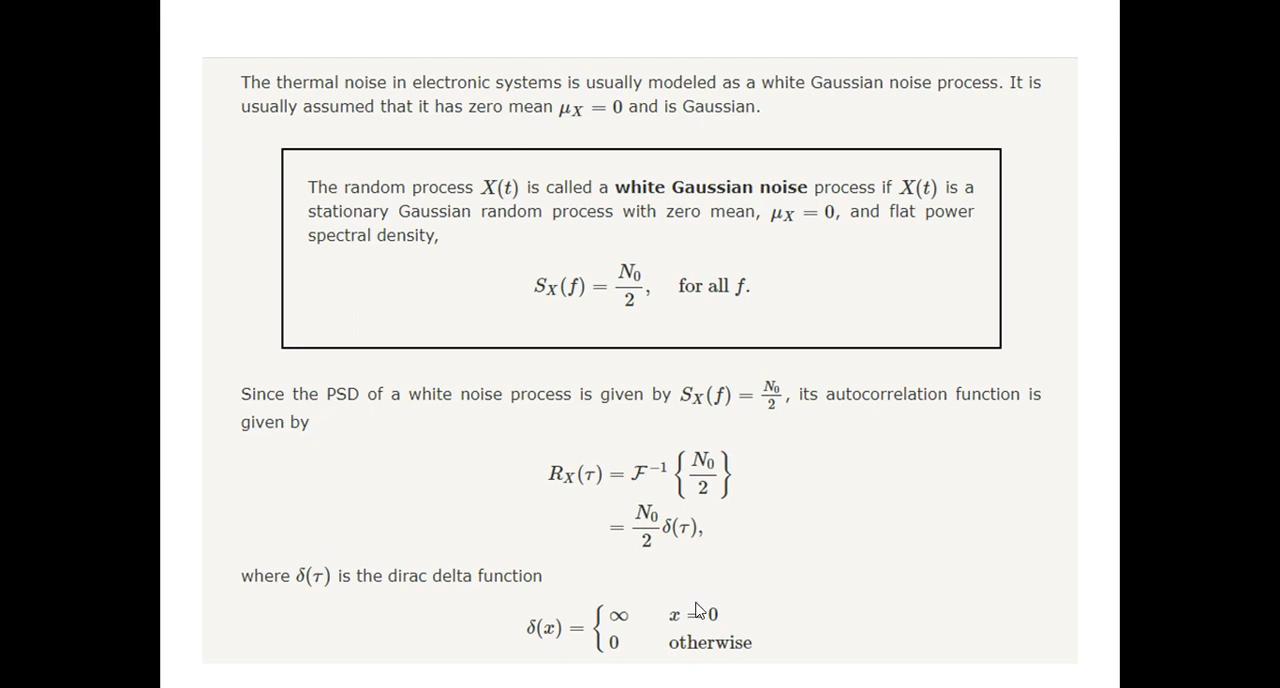 The thermal noise in electronic systems is usually modeled as a white Gaussian noise process. It is
usually assumed that it has zero mean μX = 0 and is Gaussian.
The random process X(t) is called a white Gaussian noise process if X(t) is a
stationary Gaussian random process with zero mean, μX = 0, and flat power
spectral density,
SX(f) = N0/2, for all f.
Since the PSD of a white noise process is given by SX(f) = N0/2, its autocorrelation function is
given by
RX(τ) = F−1 {N0/2}
= N0/2 δ(τ),
where δ(τ) is the dirac delta function
δ(x) = { ∞ x = 0
0 otherwise